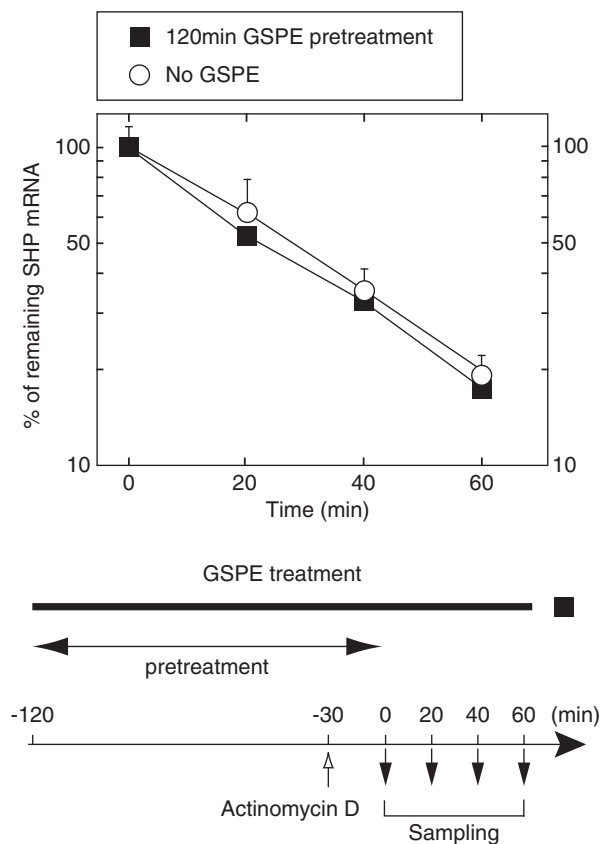 120min GSPE pretreatment
No GSPE
% of remaining SHP mRNA
100
50
10
100
50
10
0 20 40 60
Time (min)
GSPE treatment
pretreatment
-120 -30 0 20 40 60 (min)
Actinomycin D
Sampling